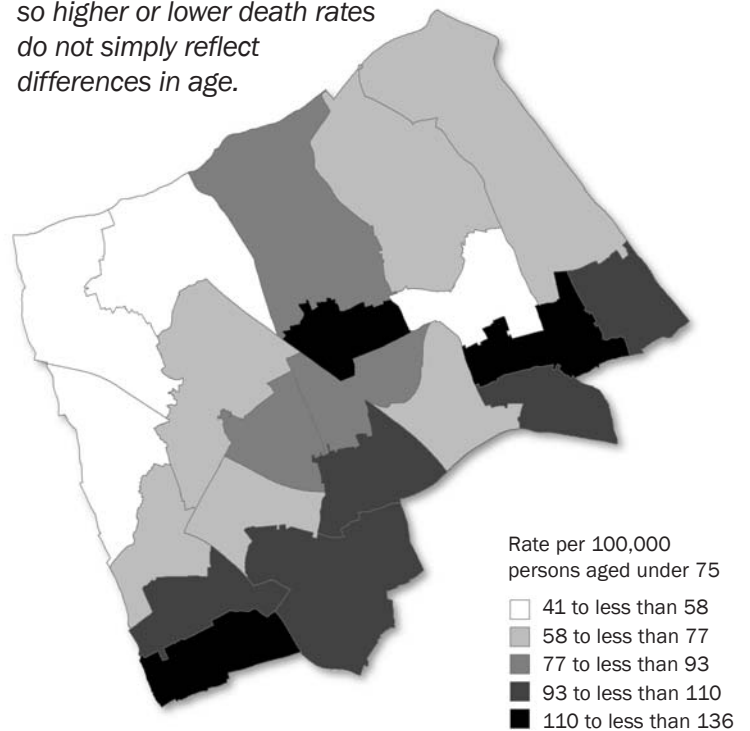 so higher or lower death rates
do not simply reflect
differences in age.
Rate per 100,000
persons aged under 75
41 to less than 58
58 to less than 77
77 to less than 93
93 to less than 110
110 to less than 136